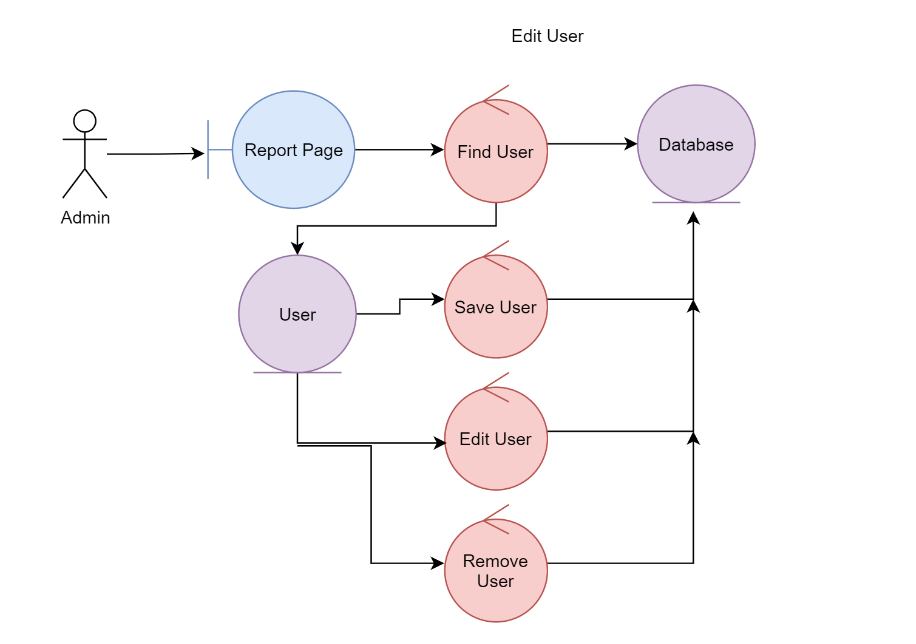 Edit User
Report Page
Find User
Database
Admin
User
Save User
Edit User
Remove
User